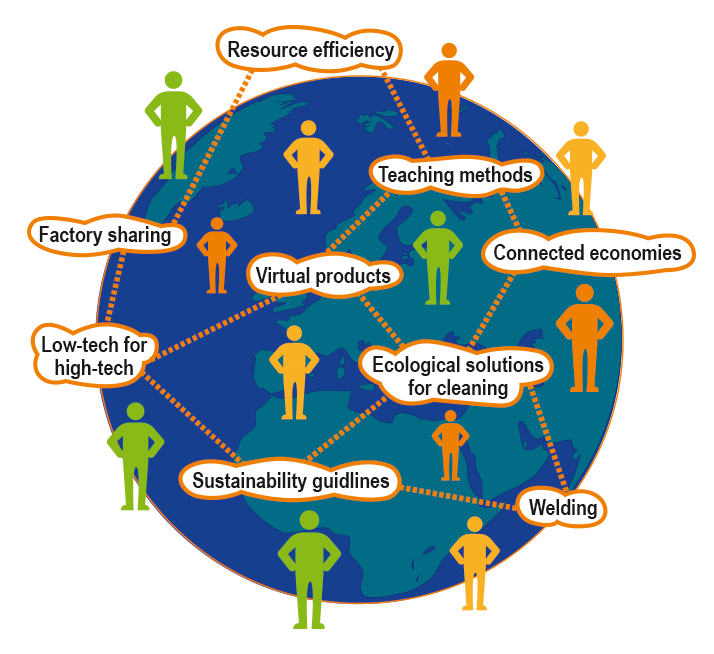 Resource efficiency
Teaching methods
Factory sharing
Connected economies
Virtual products
Low-tech for
high-tech
Ecological solutions
for cleaning
Sustainability guidlines
Welding